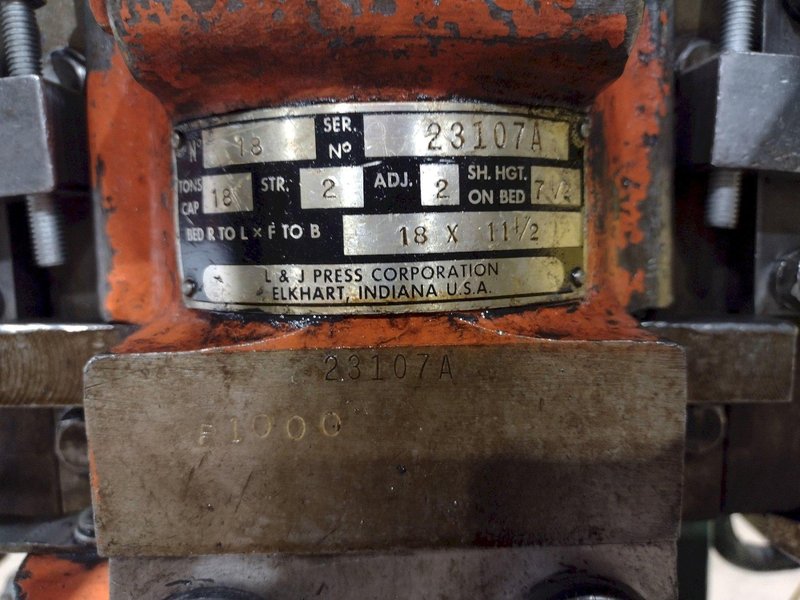 Nº 18 SER. Nº 23107A
TONS CAP 18 STR. 2 ADJ. 2 SH. HGT. ON BED 7 1/2
BED R TO L × F TO B 18 X 11 1/2
L & J PRESS CORPORATION
ELKHART, INDIANA U.S.A.
23107A
1000